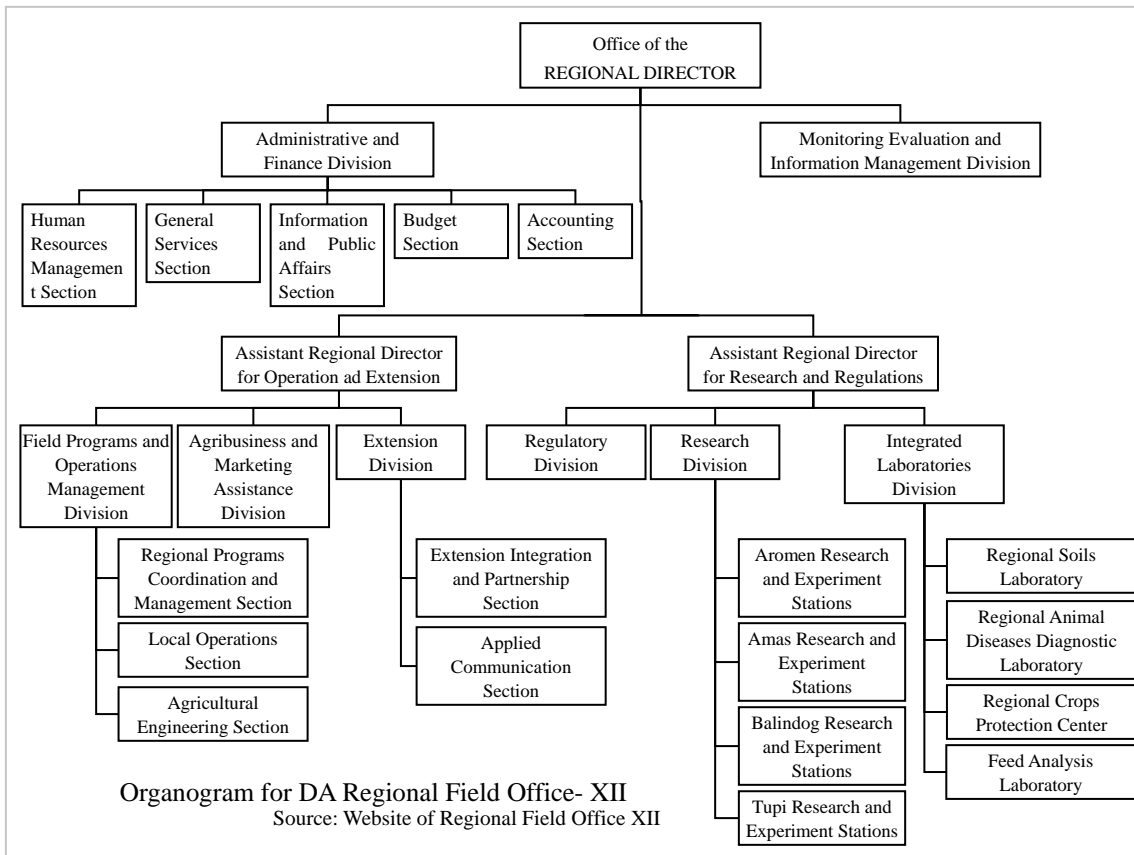 Office of the
REGIONAL DIRECTOR
Administrative and
Finance Division
Monitoring Evaluation and
Information Management Division
Human
Resources
Managemen
t Section
General
Services
Section
Information
and Public
Affairs
Section
Budget
Section
Accounting
Section
Assistant Regional Director
for Operation ad Extension
Assistant Regional Director
for Research and Regulations
Field Programs and
Operations
Management
Division
Agribusiness and
Marketing
Assistance
Division
Extension
Division
Regulatory
Division
Research
Division
Integrated
Laboratories
Division
Regional Programs
Coordination and
Management Section
Local Operations
Section
Agricultural
Engineering Section
Extension Integration
and Partnership
Section
Applied
Communication
Section
Aromen Research
and Experiment
Stations
Amas Research and
Experiment
Stations
Balindog Research
and Experiment
Stations
Tupi Research and
Experiment Stations
Regional Soils
Laboratory
Regional Animal
Diseases Diagnostic
Laboratory
Regional Crops
Protection Center
Feed Analysis
Laboratory
Organogram for DA Regional Field Office- XII
Source: Website of Regional Field Office XII